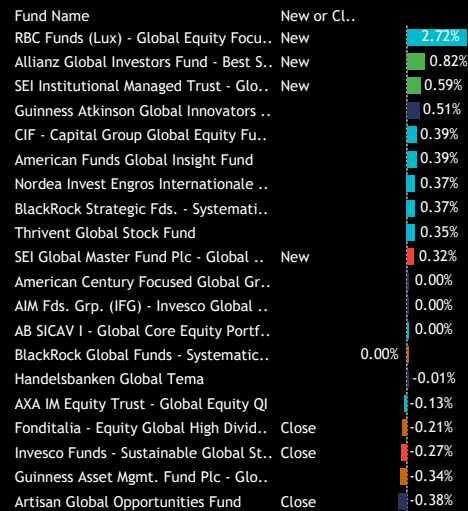 Fund Name New or Cl..
RBC Funds (Lux) - Global Equity Focu.. New 2.72%
Allianz Global Investors Fund - Best S.. New 0.82%
SEI Institutional Managed Trust - Glo.. New 0.59%
Guinness Atkinson Global Innovators .. 0.51%
CIF - Capital Group Global Equity Fu.. 0.39%
American Funds Global Insight Fund 0.39%
Nordea Invest Engros Internationale .. 0.37%
BlackRock Strategic Fds. - Systemati.. 0.37%
Thrivent Global Stock Fund 0.35%
SEI Global Master Fund Plc - Global .. New 0.32%
American Century Focused Global Gr.. 0.00%
AIM Fds. Grp. (IFG) - Invesco Global .. 0.00%
AB SICAV I - Global Core Equity Portf.. 0.00%
BlackRock Global Funds - Systematic.. 0.00%
Handelsbanken Global Tema -0.01%
AXA IM Equity Trust - Global Equity QI -0.13%
Fonditalia - Equity Global High Divid.. Close -0.21%
Invesco Funds - Sustainable Global St.. Close -0.27%
Guinness Asset Mgmt. Fund Plc - Glo.. -0.34%
Artisan Global Opportunities Fund Close -0.38%